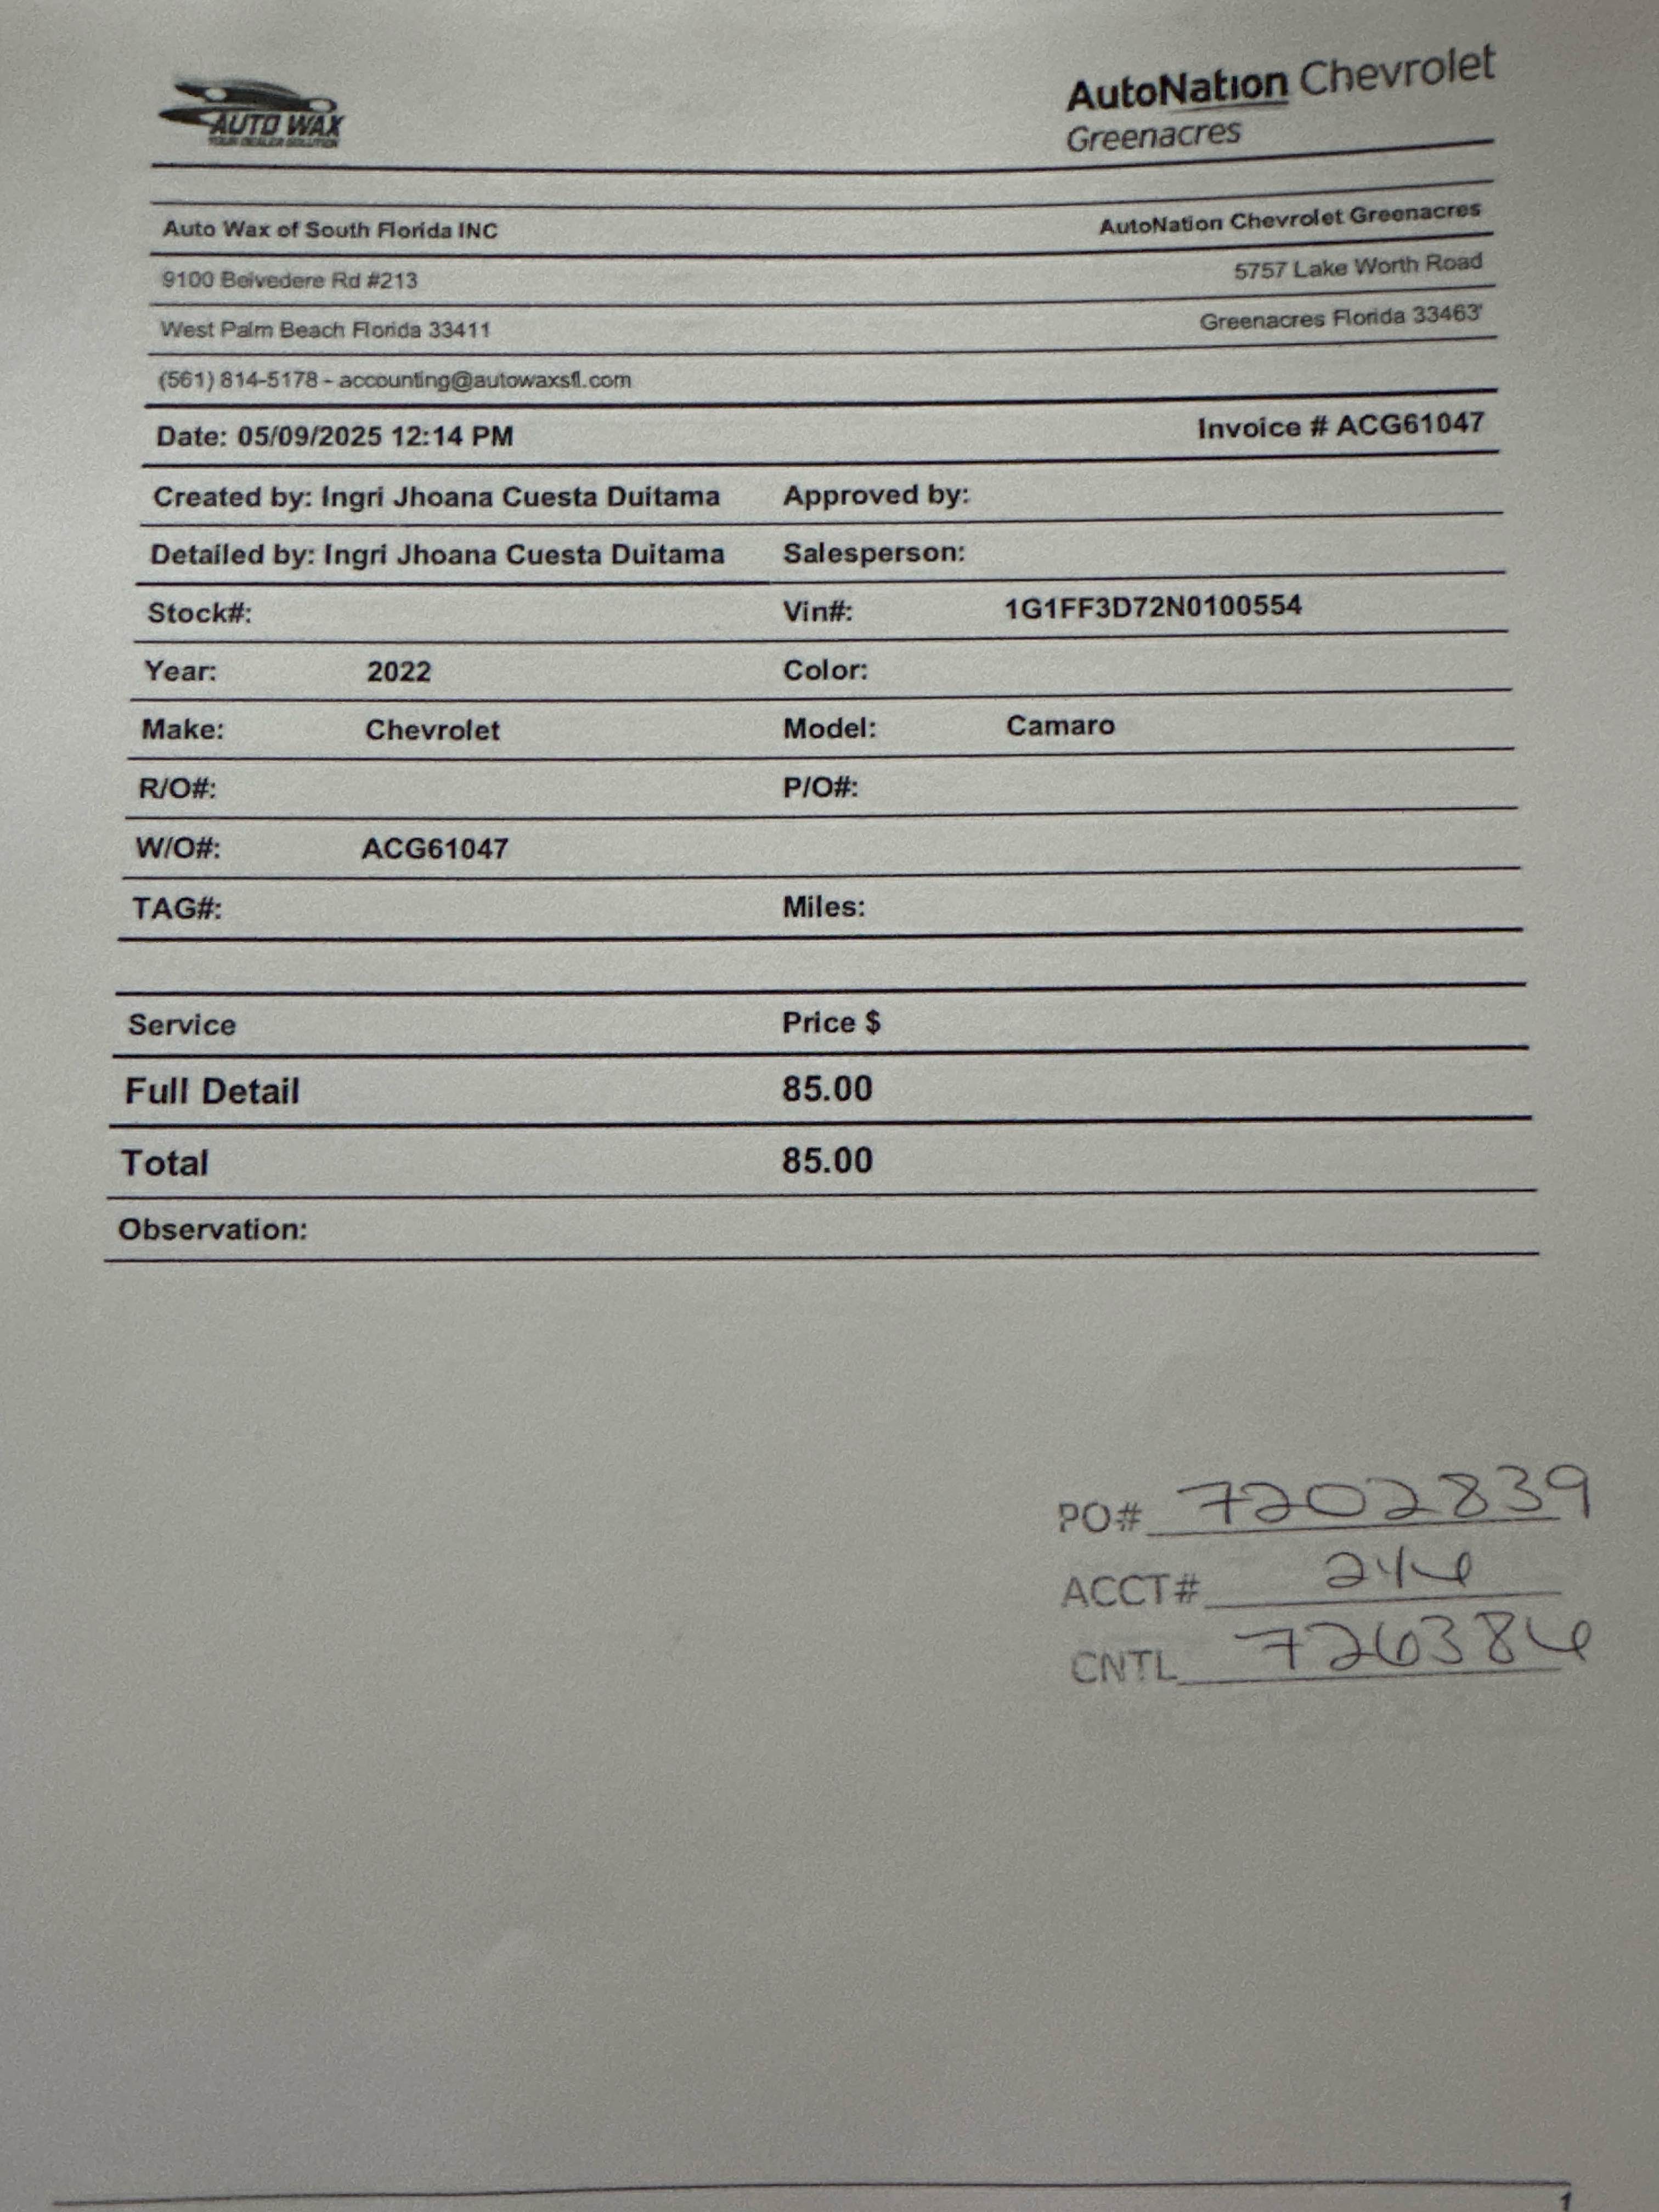 AUTO WAX
YOUR DEALER SOLUTION
AutoNation Chevrolet
Greenacres
Auto Wax of South Florida INC
AutoNation Chevrolet Greenacres
9100 Belvedere Rd #213
5757 Lake Worth Road
West Palm Beach Florida 33411
Greenacres Florida 33463'
(561) 814-5178 - accounting@autowaxsfl.com
Date: 05/09/2025 12:14 PM
Invoice # ACG61047
Created by: Ingri Jhoana Cuesta Duitama Approved by:
Detailed by: Ingri Jhoana Cuesta Duitama Salesperson:
Stock#: Vin#: 1G1FF3D72N0100554
Year: 2022 Color:
Make: Chevrolet Model: Camaro
R/O#: P/O#:
W/O#: ACG61047
TAG#: Miles:
Service Price $
Full Detail 85.00
Total 85.00
Observation:
PO# 7202839
ACCT#
CNTL 726386
1